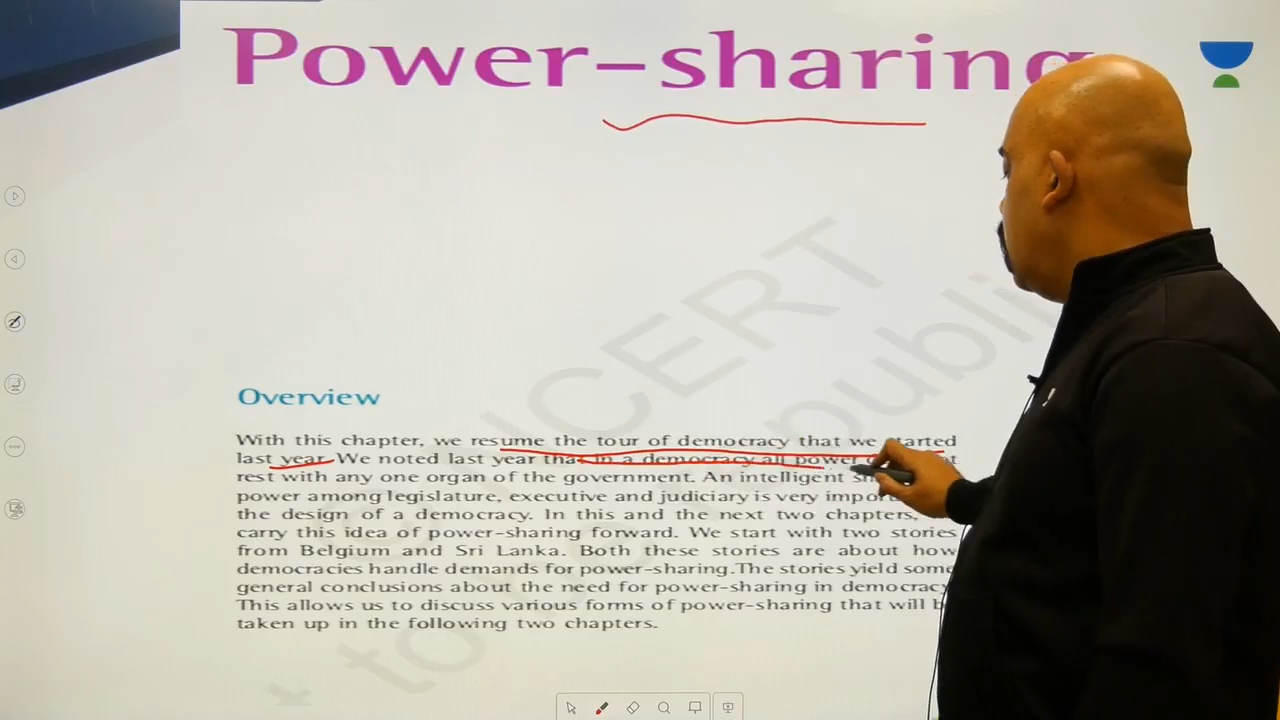 Power-sharing
Overview
With this chapter, we resume the tour of democracy that we started
last year. We noted last year that in a democracy all power
rest with any one organ of the government. An intelligent
power among legislature, executive and judiciary is very
the design of a democracy. In this and the next two chapters,
carry this idea of power-sharing forward. We start with two stories
from Belgium and Sri Lanka. Both these stories are about how
democracies handle demands for power-sharing. The stories yield some
general conclusions about the need for power-sharing in democracy
This allows us to discuss various forms of power-sharing that will
taken up in the following two chapters.
NCERT
to be republi